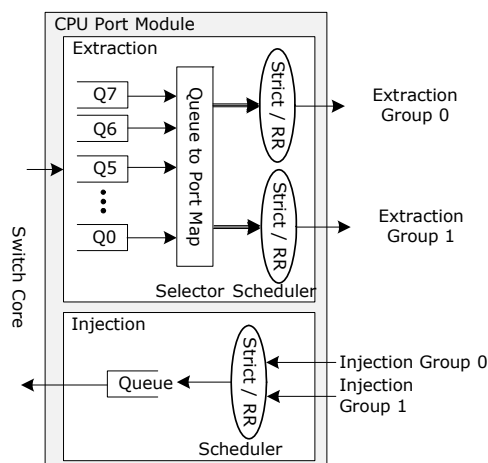 CPU Port Module
Extraction
Q7
Q6
Q5
Q0
Queue to Port Map
Strict / RR
Strict / RR
Extraction
Group 0
Extraction
Group 1
Selector
Scheduler
Switch Core
Injection
Queue
Strict / RR
Scheduler
Injection Group 0
Injection
Group 1